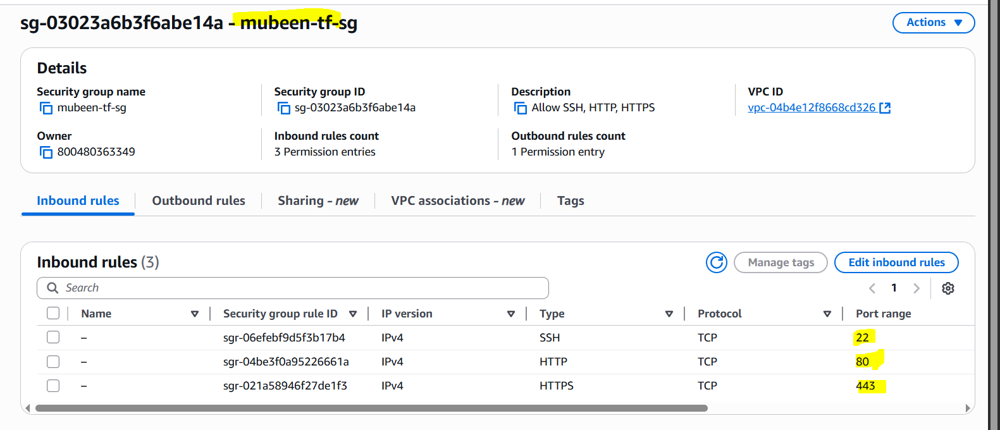 sg-03023a6b3f6abe14a - mubeen-tf-sg
Actions
Details
Security group name
mubeen-tf-sg
Security group ID
sg-03023a6b3f6abe14a
Description
Allow SSH, HTTP, HTTPS
VPC ID
vpc-04b4e12f8668cd326
Owner
800480363349
Inbound rules count
3 Permission entries
Outbound rules count
1 Permission entry
Inbound rules Outbound rules Sharing - new VPC associations - new Tags
Inbound rules (3)
Manage tags
Edit inbound rules
Search
1
Name Security group rule ID IP version Type Protocol Port range
– sgr-06efebf9d5f3b17b4 IPv4 SSH TCP 22
– sgr-04be3f0a95226661a IPv4 HTTP TCP 80
– sgr-021a58946f27de1f3 IPv4 HTTPS TCP 443